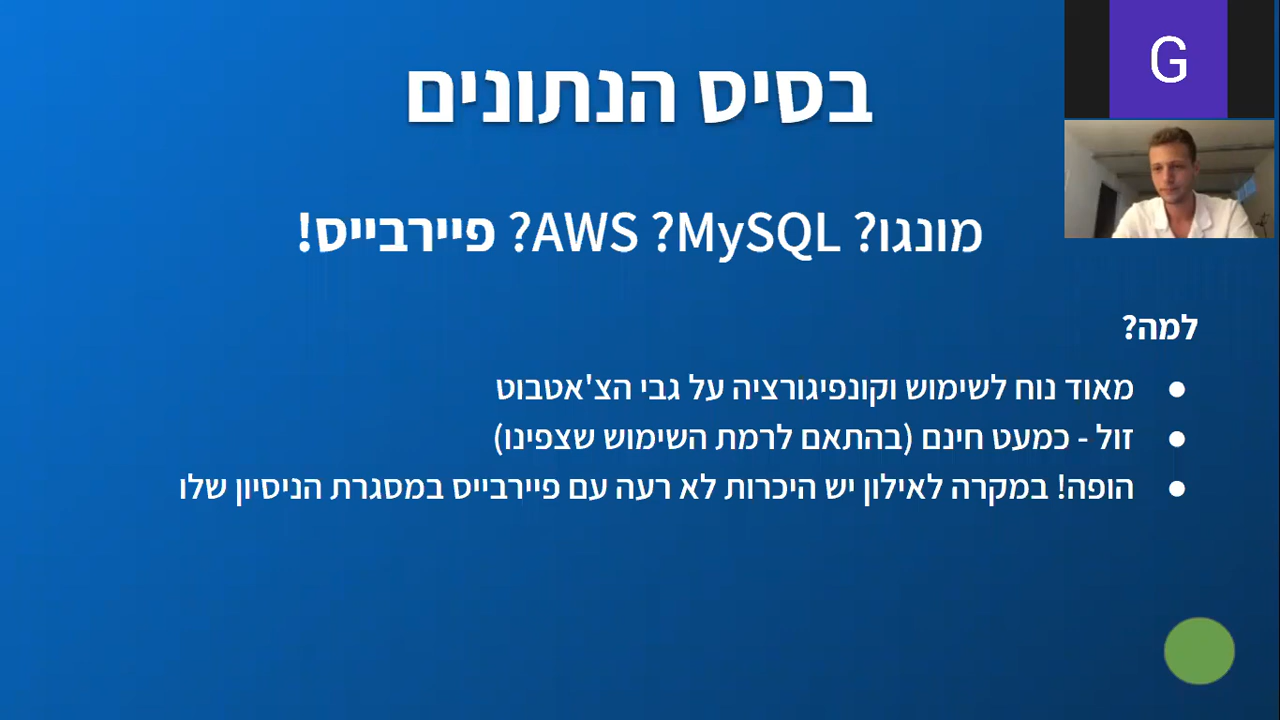 בסיס הנתונים
G
מונגו? MySQL? AWS? פיירבייס!
למה?
● מאוד נוח לשימוש וקונפיגורציה על גבי הצ'אטבוט
● זול - כמעט חינם (בהתאם לרמת השימוש שצפינו)
● הופה! במקרה לאילון יש היכרות לא רעה עם פיירבייס במסגרת הניסיון שלו